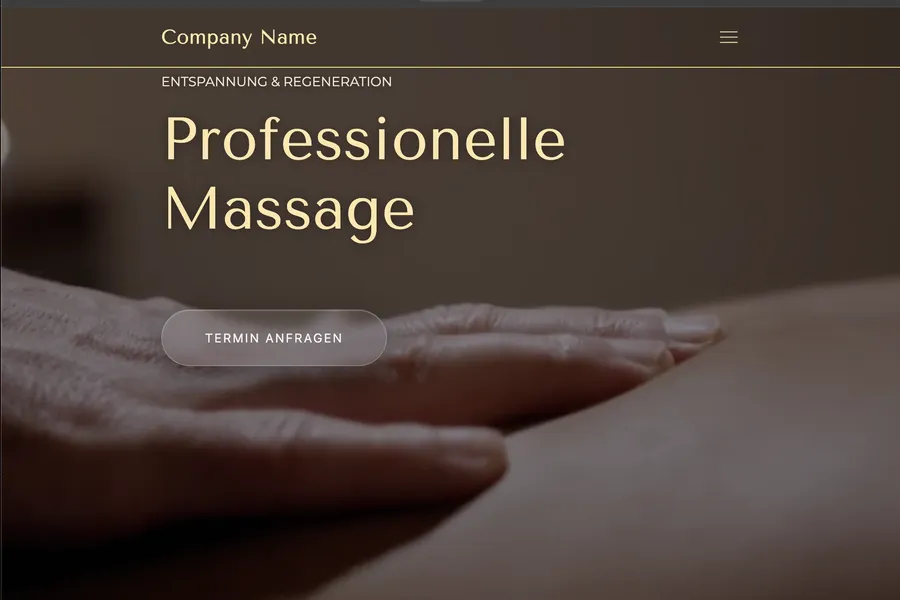 Company Name
ENTSPANNUNG & REGENERATION
Professionelle
Massage
TERMIN ANFRAGEN